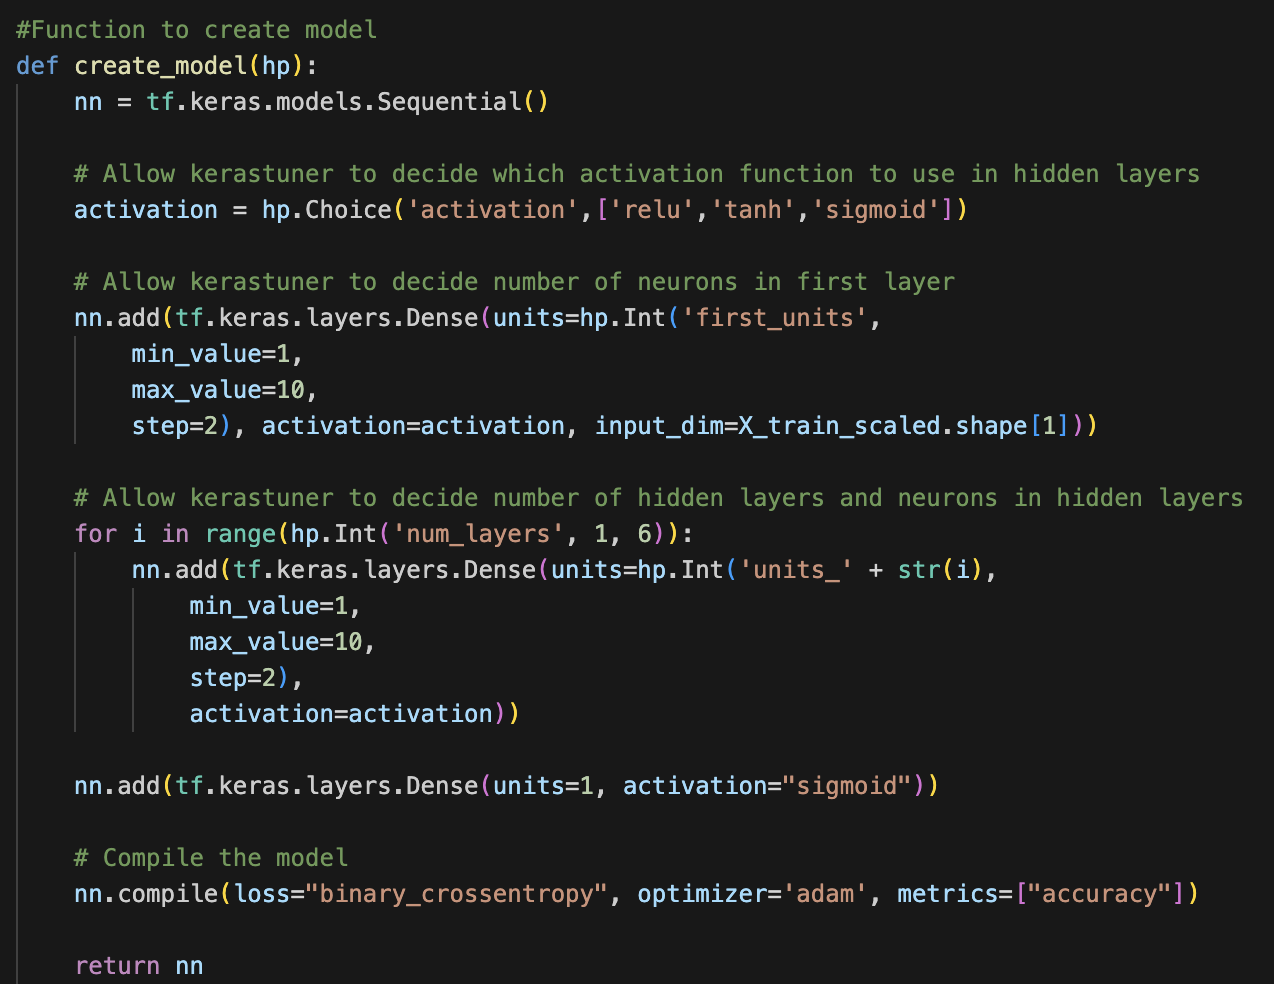 #Function to create model
def create_model(hp):
    nn = tf.keras.models.Sequential()

    # Allow kerastuner to decide which activation function to use in hidden layers
    activation = hp.Choice('activation',['relu','tanh','sigmoid'])

    # Allow kerastuner to decide number of neurons in first layer
    nn.add(tf.keras.layers.Dense(units=hp.Int('first_units',
        min_value=1,
        max_value=10,
        step=2), activation=activation, input_dim=X_train_scaled.shape[1]))

    # Allow kerastuner to decide number of hidden layers and neurons in hidden layers
    for i in range(hp.Int('num_layers', 1, 6)):
        nn.add(tf.keras.layers.Dense(units=hp.Int('units_' + str(i),
            min_value=1,
            max_value=10,
            step=2),
            activation=activation))

    nn.add(tf.keras.layers.Dense(units=1, activation="sigmoid"))

    # Compile the model
    nn.compile(loss="binary_crossentropy", optimizer='adam', metrics=["accuracy"])

    return nn